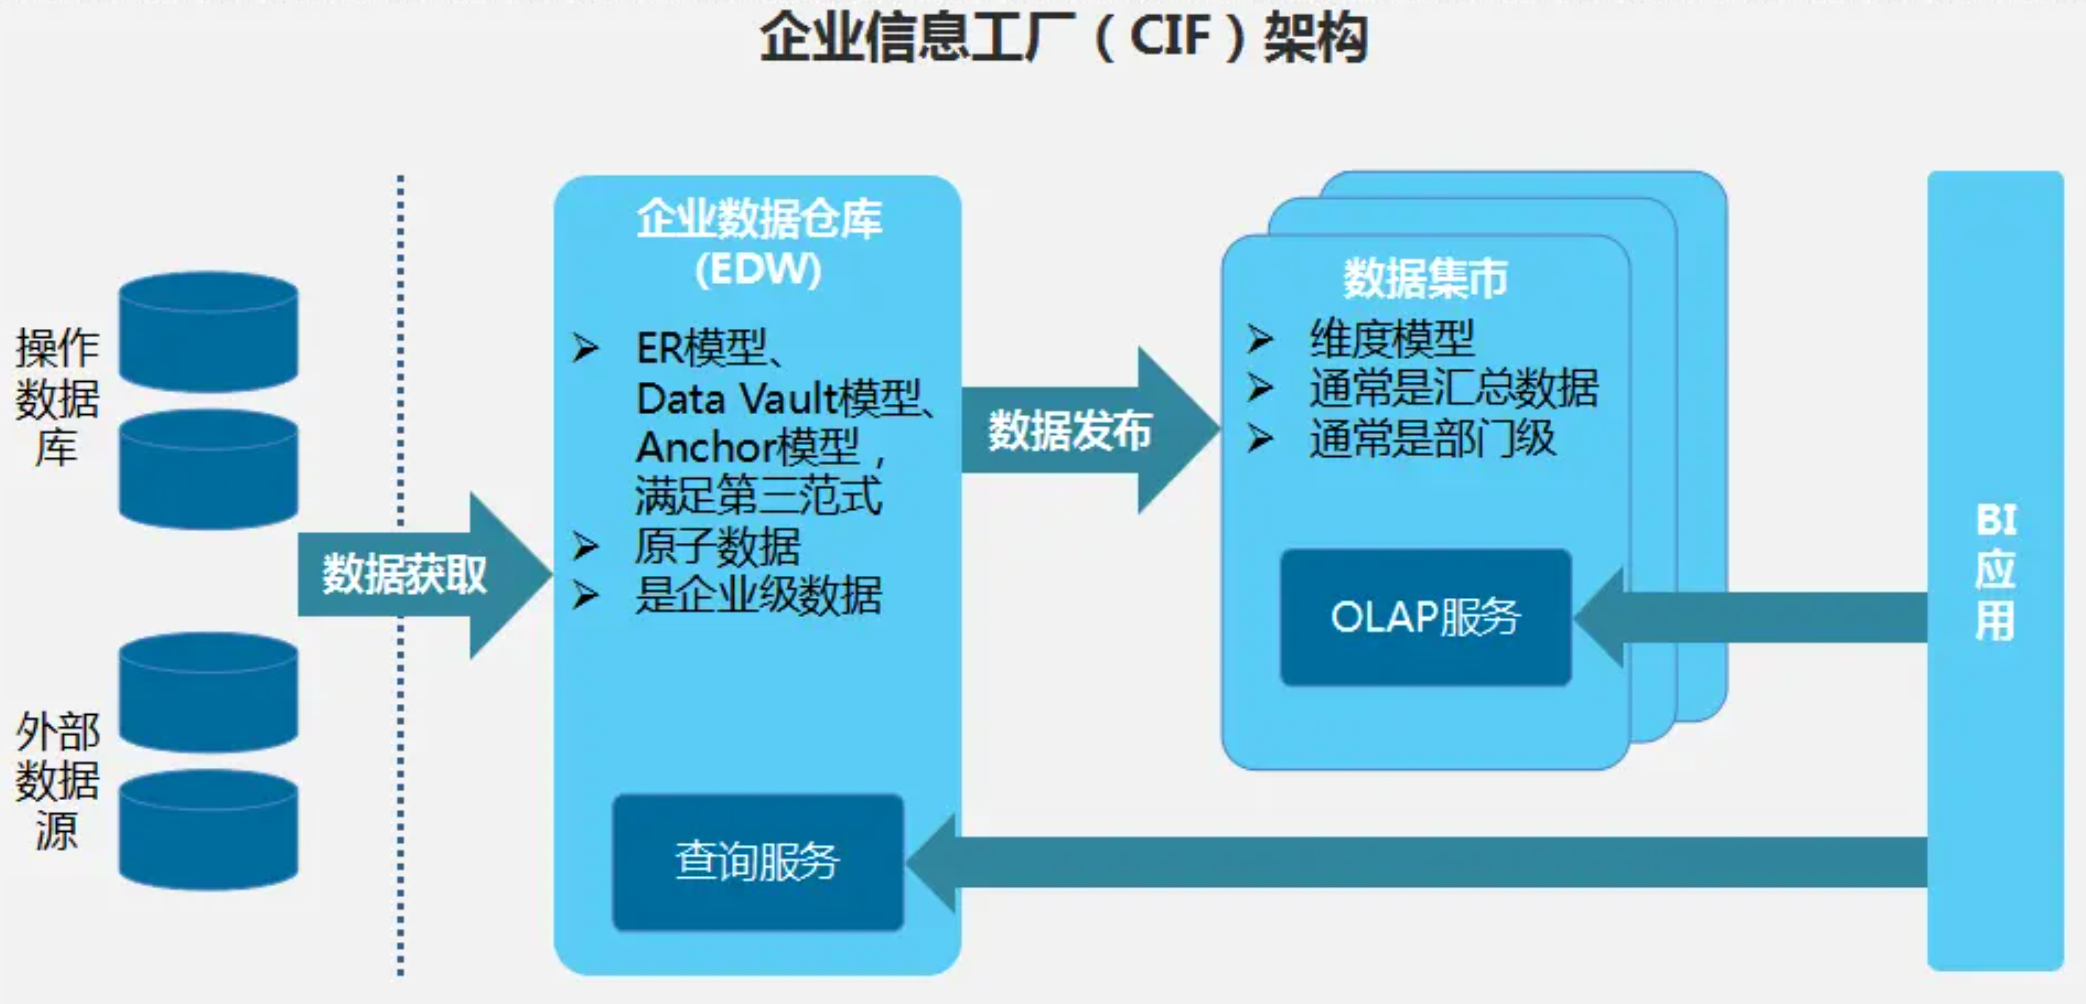 企业信息工厂（CIF）架构
操作
数据
库
外部
数据
源
数据获取
企业数据仓库
(EDW)
➢ ER模型、
Data Vault模型、
Anchor模型，
满足第三范式
➢ 原子数据
➢ 是企业级数据
查询服务
数据发布
数据集市
➢ 维度模型
➢ 通常是汇总数据
➢ 通常是部门级
OLAP服务
BI
应
用